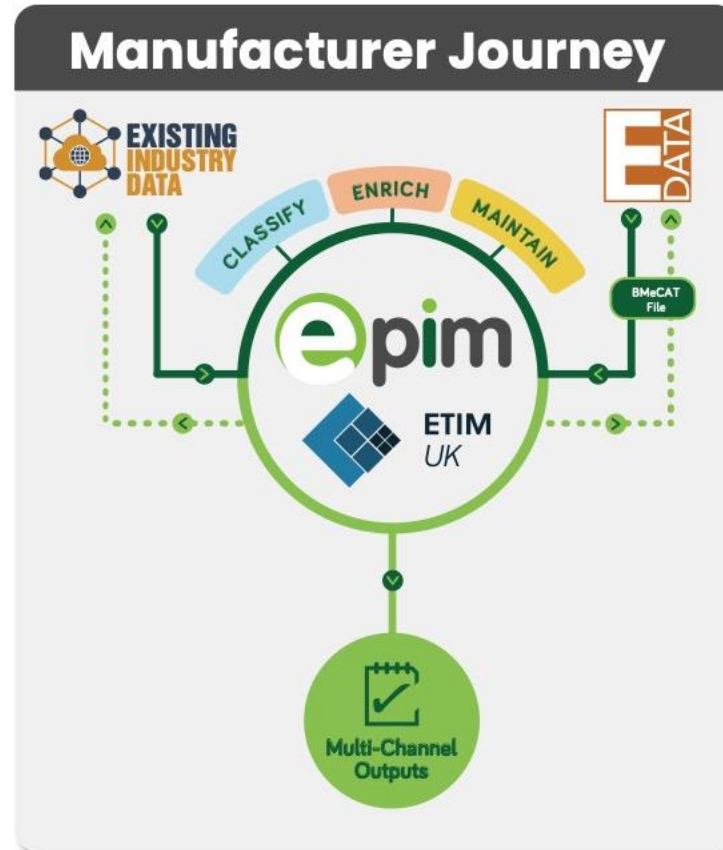 Manufacturer Journey
EXISTING
INDUSTRY
DATA
E
DATA
CLASSIFY
ENRICH
MAINTAIN
BMeCAT
File
epim
ETIM
UK
Multi-Channel
Outputs